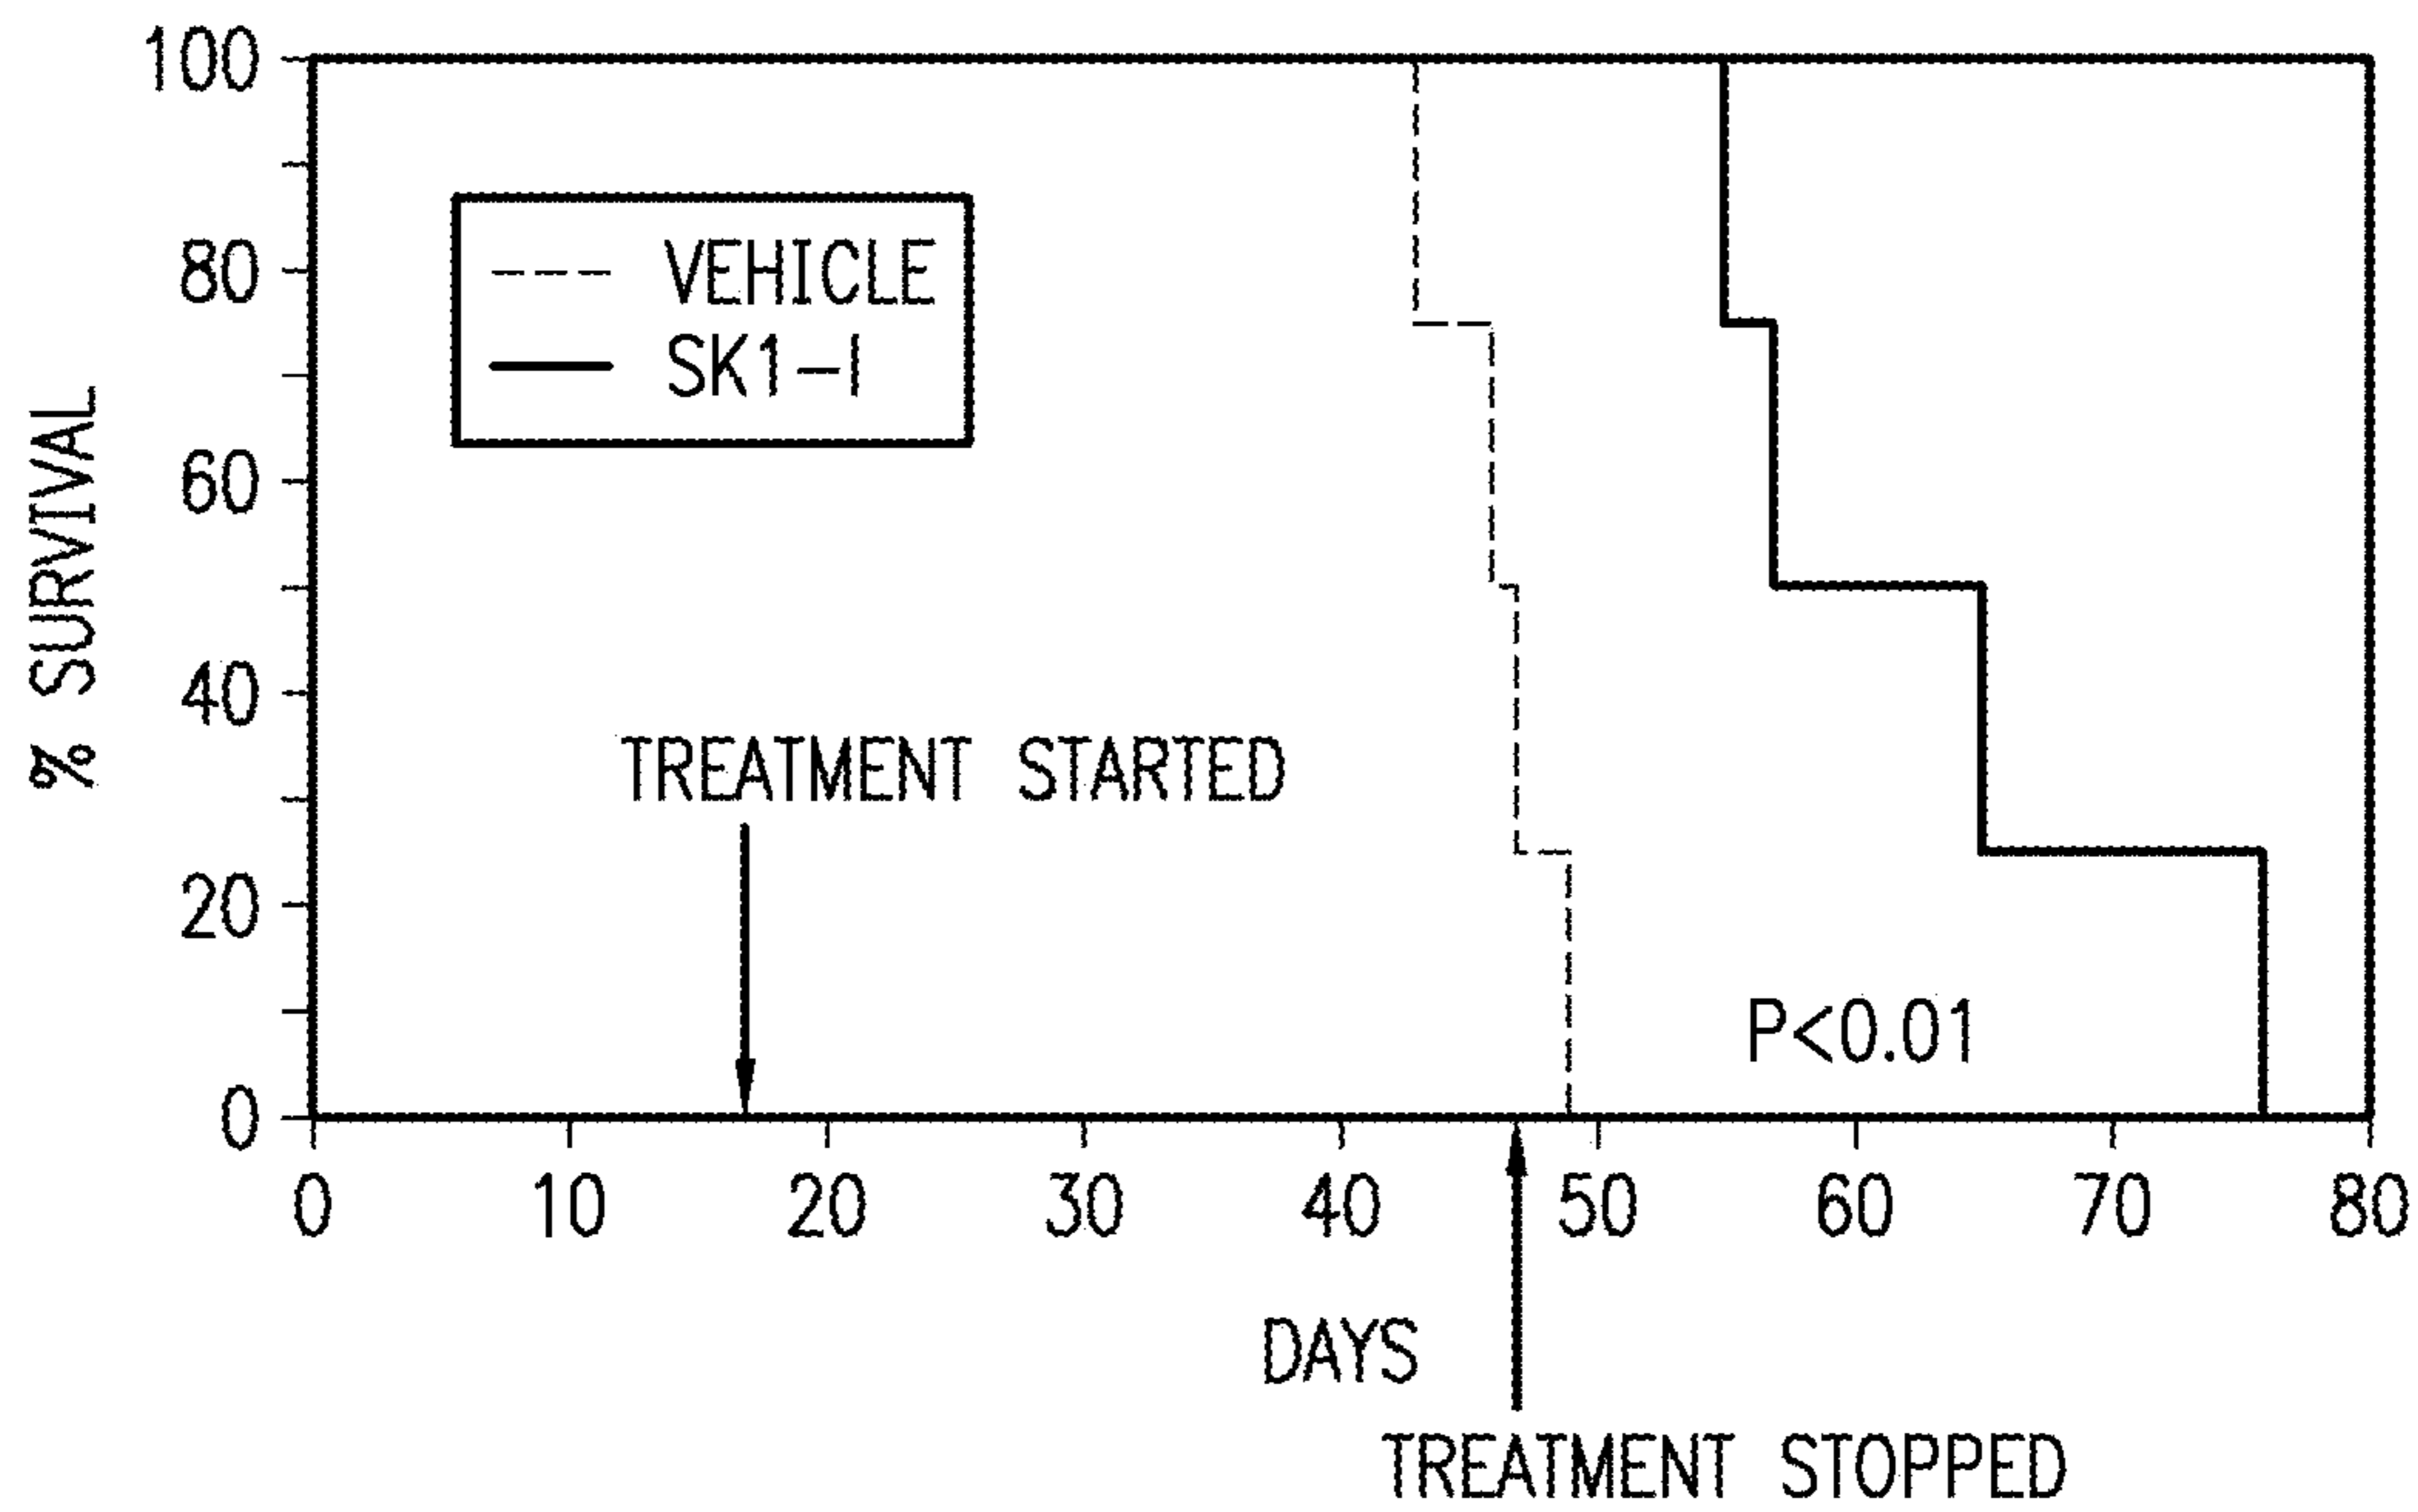 100
80
60
40
20
0
% SURVIVAL
VEHICLE
SK1-I
TREATMENT STARTED
P<0.01
0 10 20 30 40 50 60 70 80
DAYS
TREATMENT STOPPED